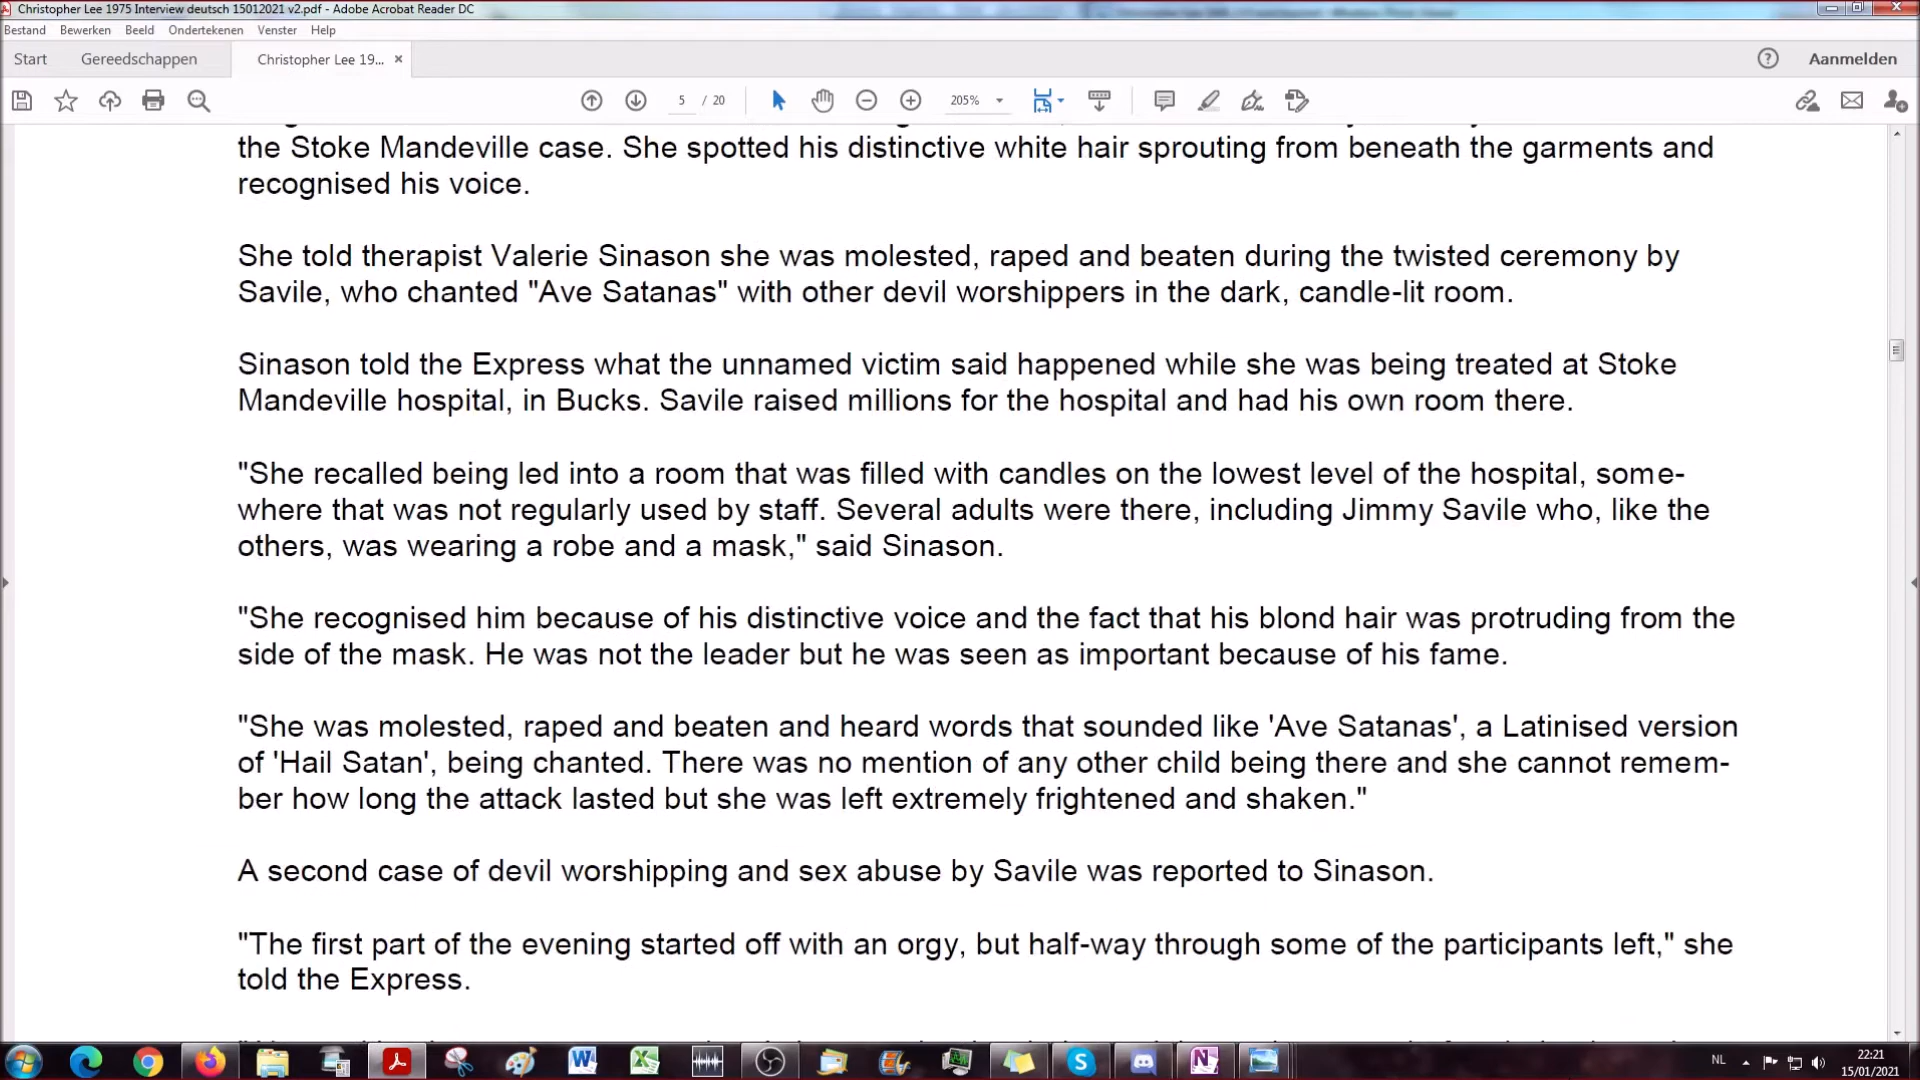 Christopher Lee 1975 Interview deutsch 15012021 v2.pdf - Adobe Acrobat Reader DC
Bestand Bewerken Beeld Ondertekenen Venster Help
Start Gereedschappen Christopher Lee 19... × Aanmelden
5 / 20 205%
the Stoke Mandeville case. She spotted his distinctive white hair sprouting from beneath the garments and
recognised his voice.
She told therapist Valerie Sinason she was molested, raped and beaten during the twisted ceremony by
Savile, who chanted "Ave Satanas" with other devil worshippers in the dark, candle-lit room.
Sinason told the Express what the unnamed victim said happened while she was being treated at Stoke
Mandeville hospital, in Bucks. Savile raised millions for the hospital and had his own room there.
"She recalled being led into a room that was filled with candles on the lowest level of the hospital, some-
where that was not regularly used by staff. Several adults were there, including Jimmy Savile who, like the
others, was wearing a robe and a mask," said Sinason.
"She recognised him because of his distinctive voice and the fact that his blond hair was protruding from the
side of the mask. He was not the leader but he was seen as important because of his fame.
"She was molested, raped and beaten and heard words that sounded like 'Ave Satanas', a Latinised version
of 'Hail Satan', being chanted. There was no mention of any other child being there and she cannot remem-
ber how long the attack lasted but she was left extremely frightened and shaken."
A second case of devil worshipping and sex abuse by Savile was reported to Sinason.
"The first part of the evening started off with an orgy, but half-way through some of the participants left," she
told the Express.
NL 22:21
15/01/2021